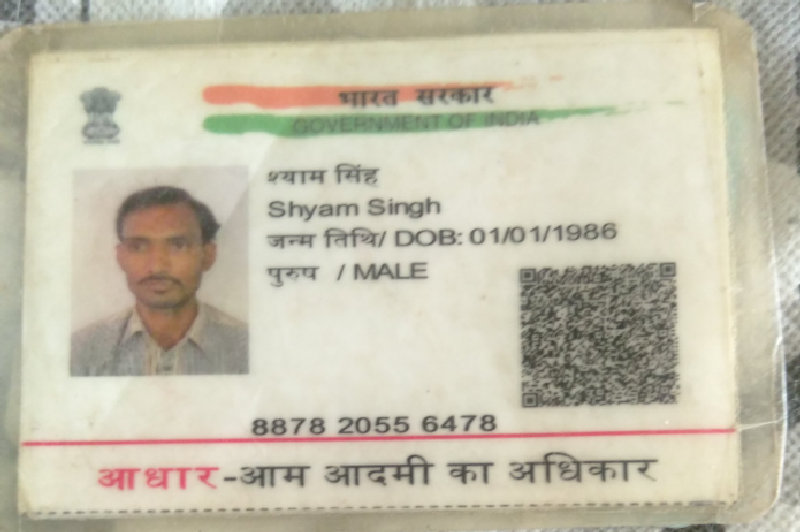 भारत सरकार
GOVERNMENT OF INDIA
श्याम सिंह
Shyam Singh
जन्म तिथि/ DOB: 01/01/1986
पुरुष / MALE
8878 2055 6478
आधार-आम आदमी का अधिकार